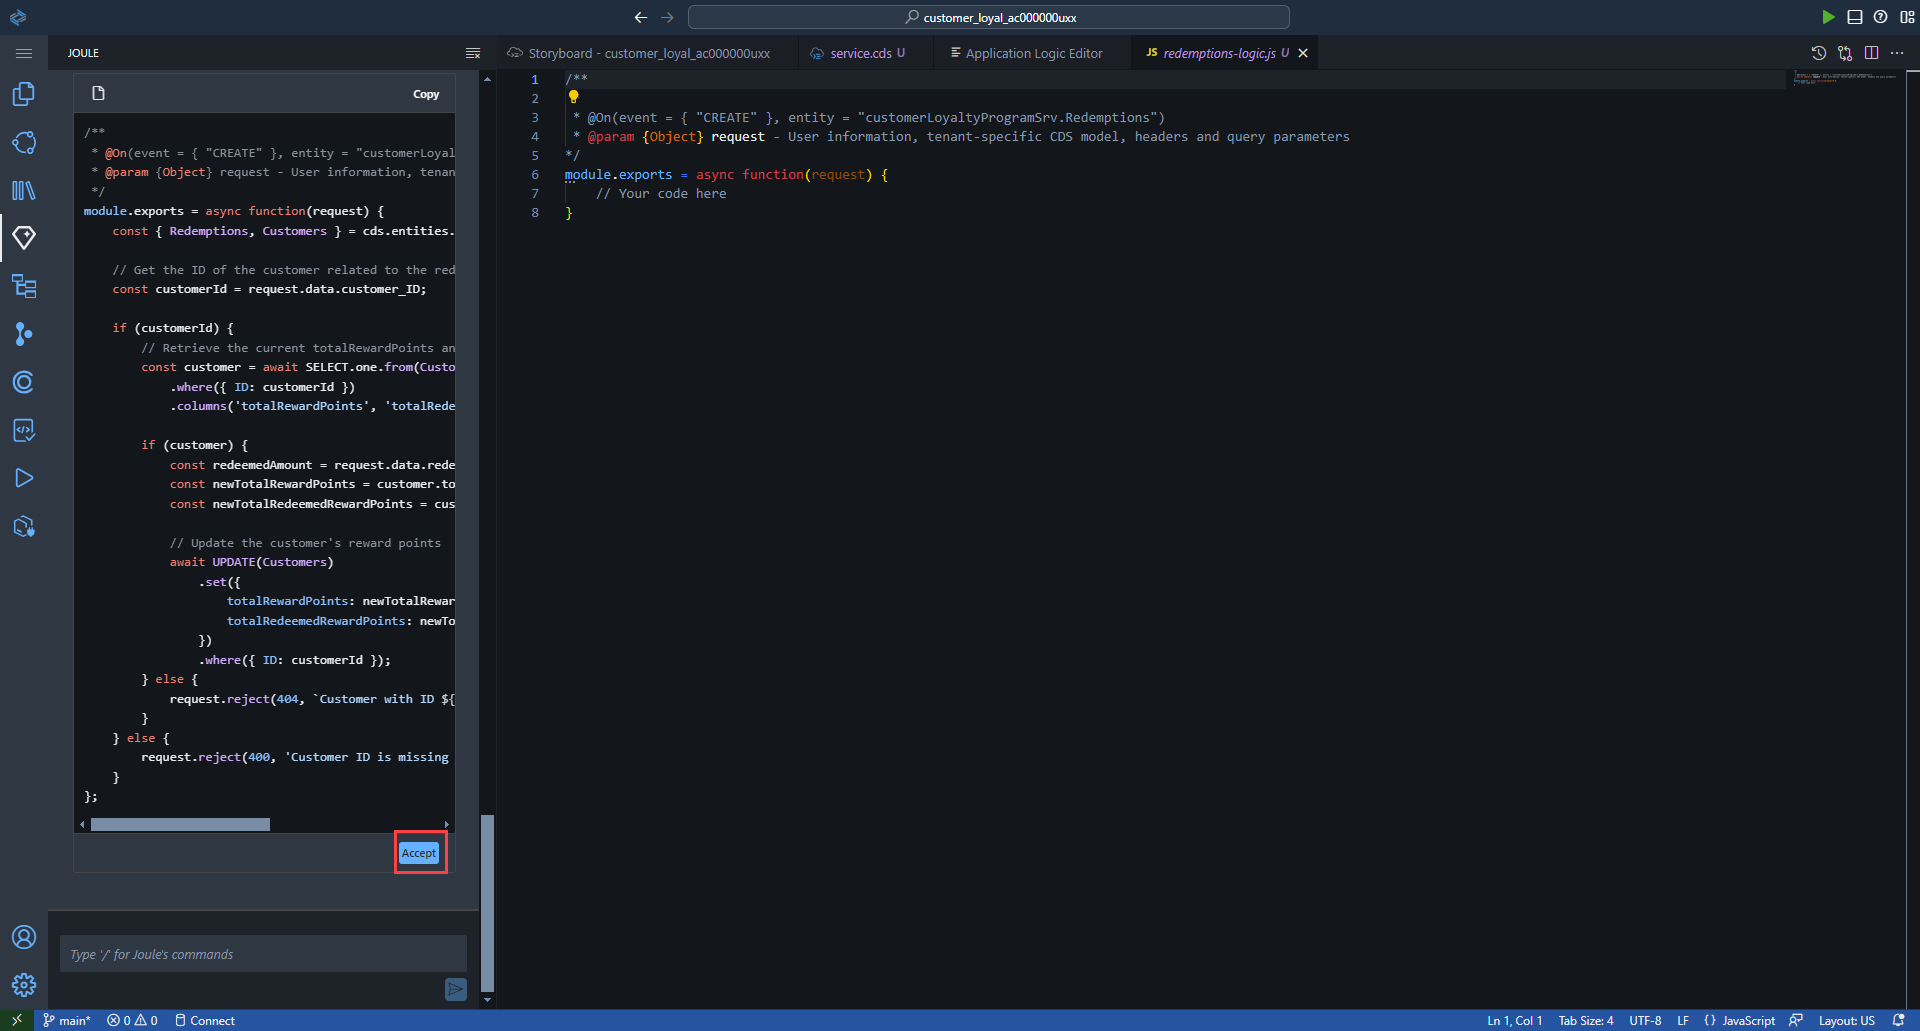 customer_loyal_ac000000uxx
JOULE
Storyboard - customer_loyal_ac000000uxx
service.cds U
Application Logic Editor
JS redemptions-logic.js U
Copy
/**
* @On(event = { "CREATE" }, entity = "customerLoyal
* @param {Object} request - User information, tenan
*/
module.exports = async function(request) {
const { Redemptions, Customers } = cds.entities.
// Get the ID of the customer related to the red
const customerId = request.data.customer_ID;
if (customerId) {
// Retrieve the current totalRewardPoints an
const customer = await SELECT.one.from(Custo
.where({ ID: customerId })
.columns('totalRewardPoints', 'totalRede
if (customer) {
const redeemedAmount = request.data.rede
const newTotalRewardPoints = customer.to
const newTotalRedeemedRewardPoints = cus
// Update the customer's reward points
await UPDATE(Customers)
.set({
totalRewardPoints: newTotalRewar
totalRedeemedRewardPoints: newTo
})
.where({ ID: customerId });
} else {
request.reject(404, `Customer with ID ${
}
} else {
request.reject(400, 'Customer ID is missing
}
};
Accept
Type '/' for Joule's commands
1 /**
2
3 * @On(event = { "CREATE" }, entity = "customerLoyaltyProgramSrv.Redemptions")
4 * @param {Object} request - User information, tenant-specific CDS model, headers and query parameters
5 */
6 module.exports = async function(request) {
7 // Your code here
8 }
main* 0 0 Connect
Ln 1, Col 1 Tab Size: 4 UTF-8 LF {} JavaScript Layout: US